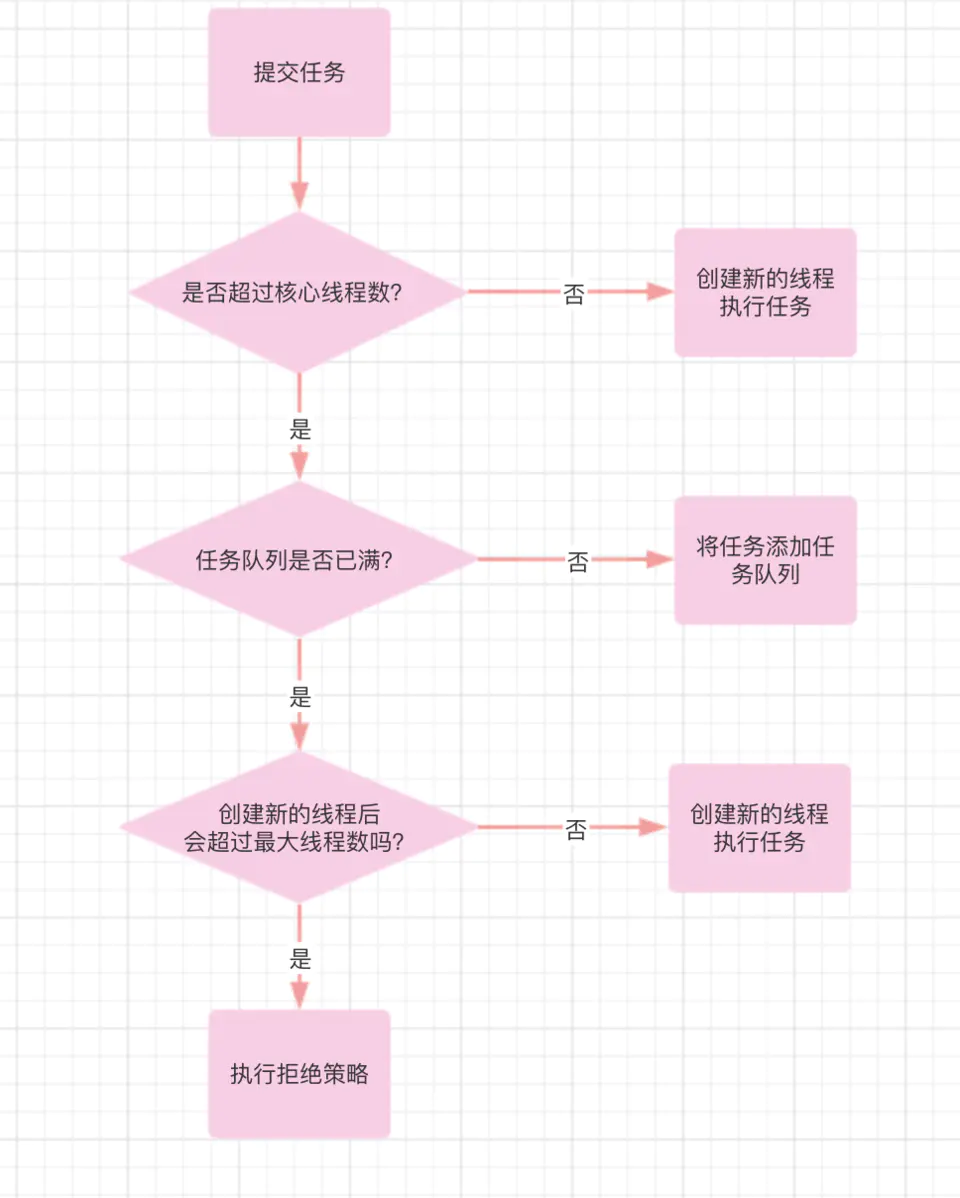 提交任务
是否超过核心线程数?
否
创建新的线程
执行任务
是
任务队列是否已满?
否
将任务添加任
务队列
是
创建新的线程后
会超过最大线程数吗?
否
创建新的线程
执行任务
是
执行拒绝策略